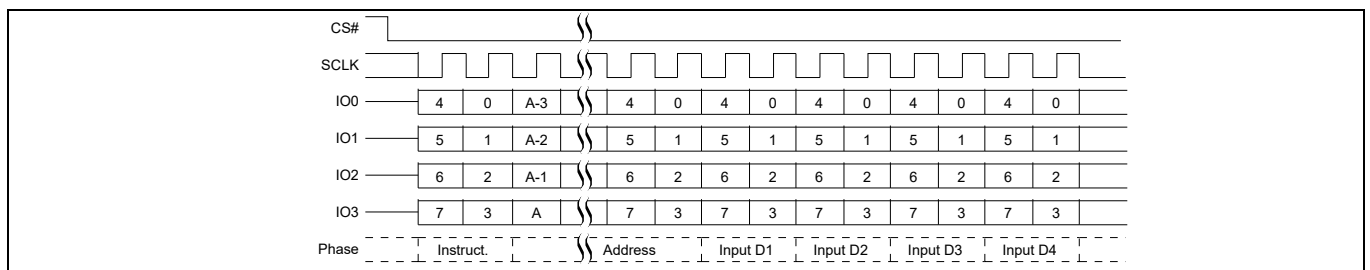 CS#
SCLK
IO0 4 0 A-3 4 0 4 0 4 0 4 0 4 0
IO1 5 1 A-2 5 1 5 1 5 1 5 1 5 1
IO2 6 2 A-1 6 2 6 2 6 2 6 2 6 2
IO3 7 3 A 7 3 7 3 7 3 7 3 7 3
Phase Instruct. Address Input D1 Input D2 Input D3 Input D4